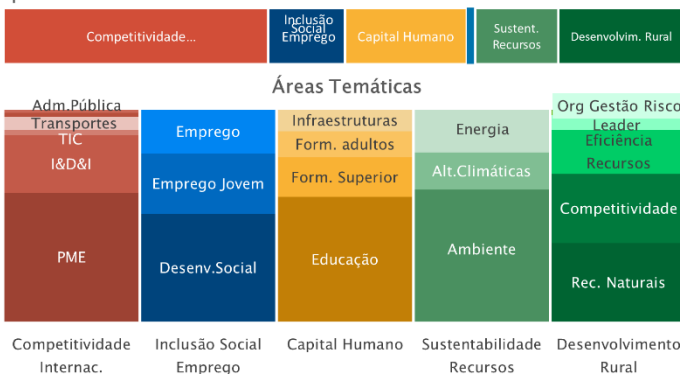 Competitividade...
Inclusão
Social
Emprego
Capital Humano
Sustent.
Recursos
Desenvolvim. Rural
Áreas Temáticas
Adm.Pública
Transportes
TIC
I&D&I
PME
Emprego
Emprego Jovem
Desenv.Social
Infraestruturas
Form. adultos
Form. Superior
Educação
Energia
Alt.Climáticas
Ambiente
Org Gestão Risco
Leader
Eficiência
Recursos
Competitividade
Rec. Naturais
Competitividade
Internac.
Inclusão Social
Emprego
Capital Humano
Sustentabilidade
Recursos
Desenvolvimento
Rural